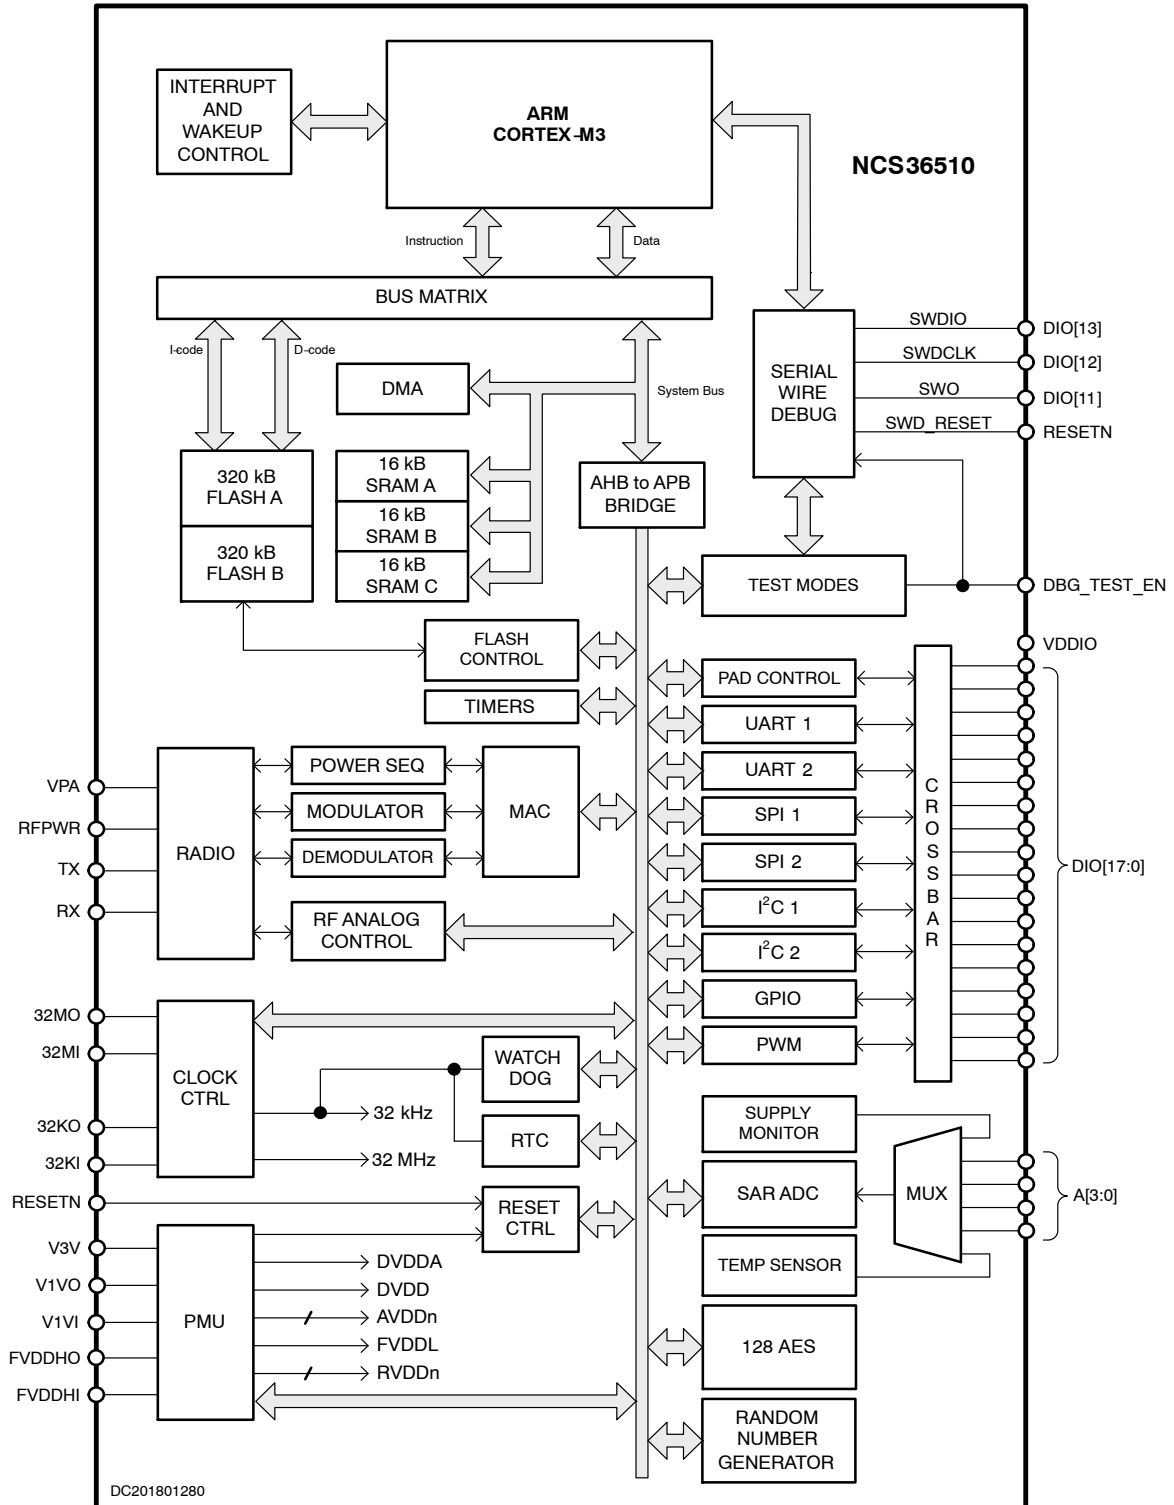 INTERRUPT
AND
WAKEUP
CONTROL
ARM
CORTEX-M3
NCS36510
Instruction
Data
BUS MATRIX
I-code
D-code
DMA
System Bus
SERIAL
WIRE
DEBUG
SWDIO
DIO[13]
SWDCLK
DIO[12]
SWO
DIO[11]
SWD_RESET
RESETN
320 kB
FLASH A
320 kB
FLASH B
16 kB
SRAM A
16 kB
SRAM B
16 kB
SRAM C
AHB to APB
BRIDGE
TEST MODES
DBG_TEST_EN
VDDIO
FLASH
CONTROL
TIMERS
PAD CONTROL
UART 1
UART 2
SPI 1
SPI 2
I²C 1
I²C 2
GPIO
PWM
CROSSBAR
DIO[17:0]
VPA
RFPWR
TX
RX
RADIO
POWER SEQ
MODULATOR
DEMODULATOR
MAC
RF ANALOG
CONTROL
32MO
32MI
32KO
32KI
CLOCK
CTRL
WATCH
DOG
32 kHz
RTC
32 MHz
RESETN
RESET
CTRL
SUPPLY
MONITOR
SAR ADC
MUX
A[3:0]
TEMP SENSOR
V3V
V1VO
V1VI
FVDDHO
FVDDHI
PMU
DVDDA
DVDD
AVDDn
FVDDL
RVDDn
128 AES
RANDOM
NUMBER
GENERATOR
DC201801280